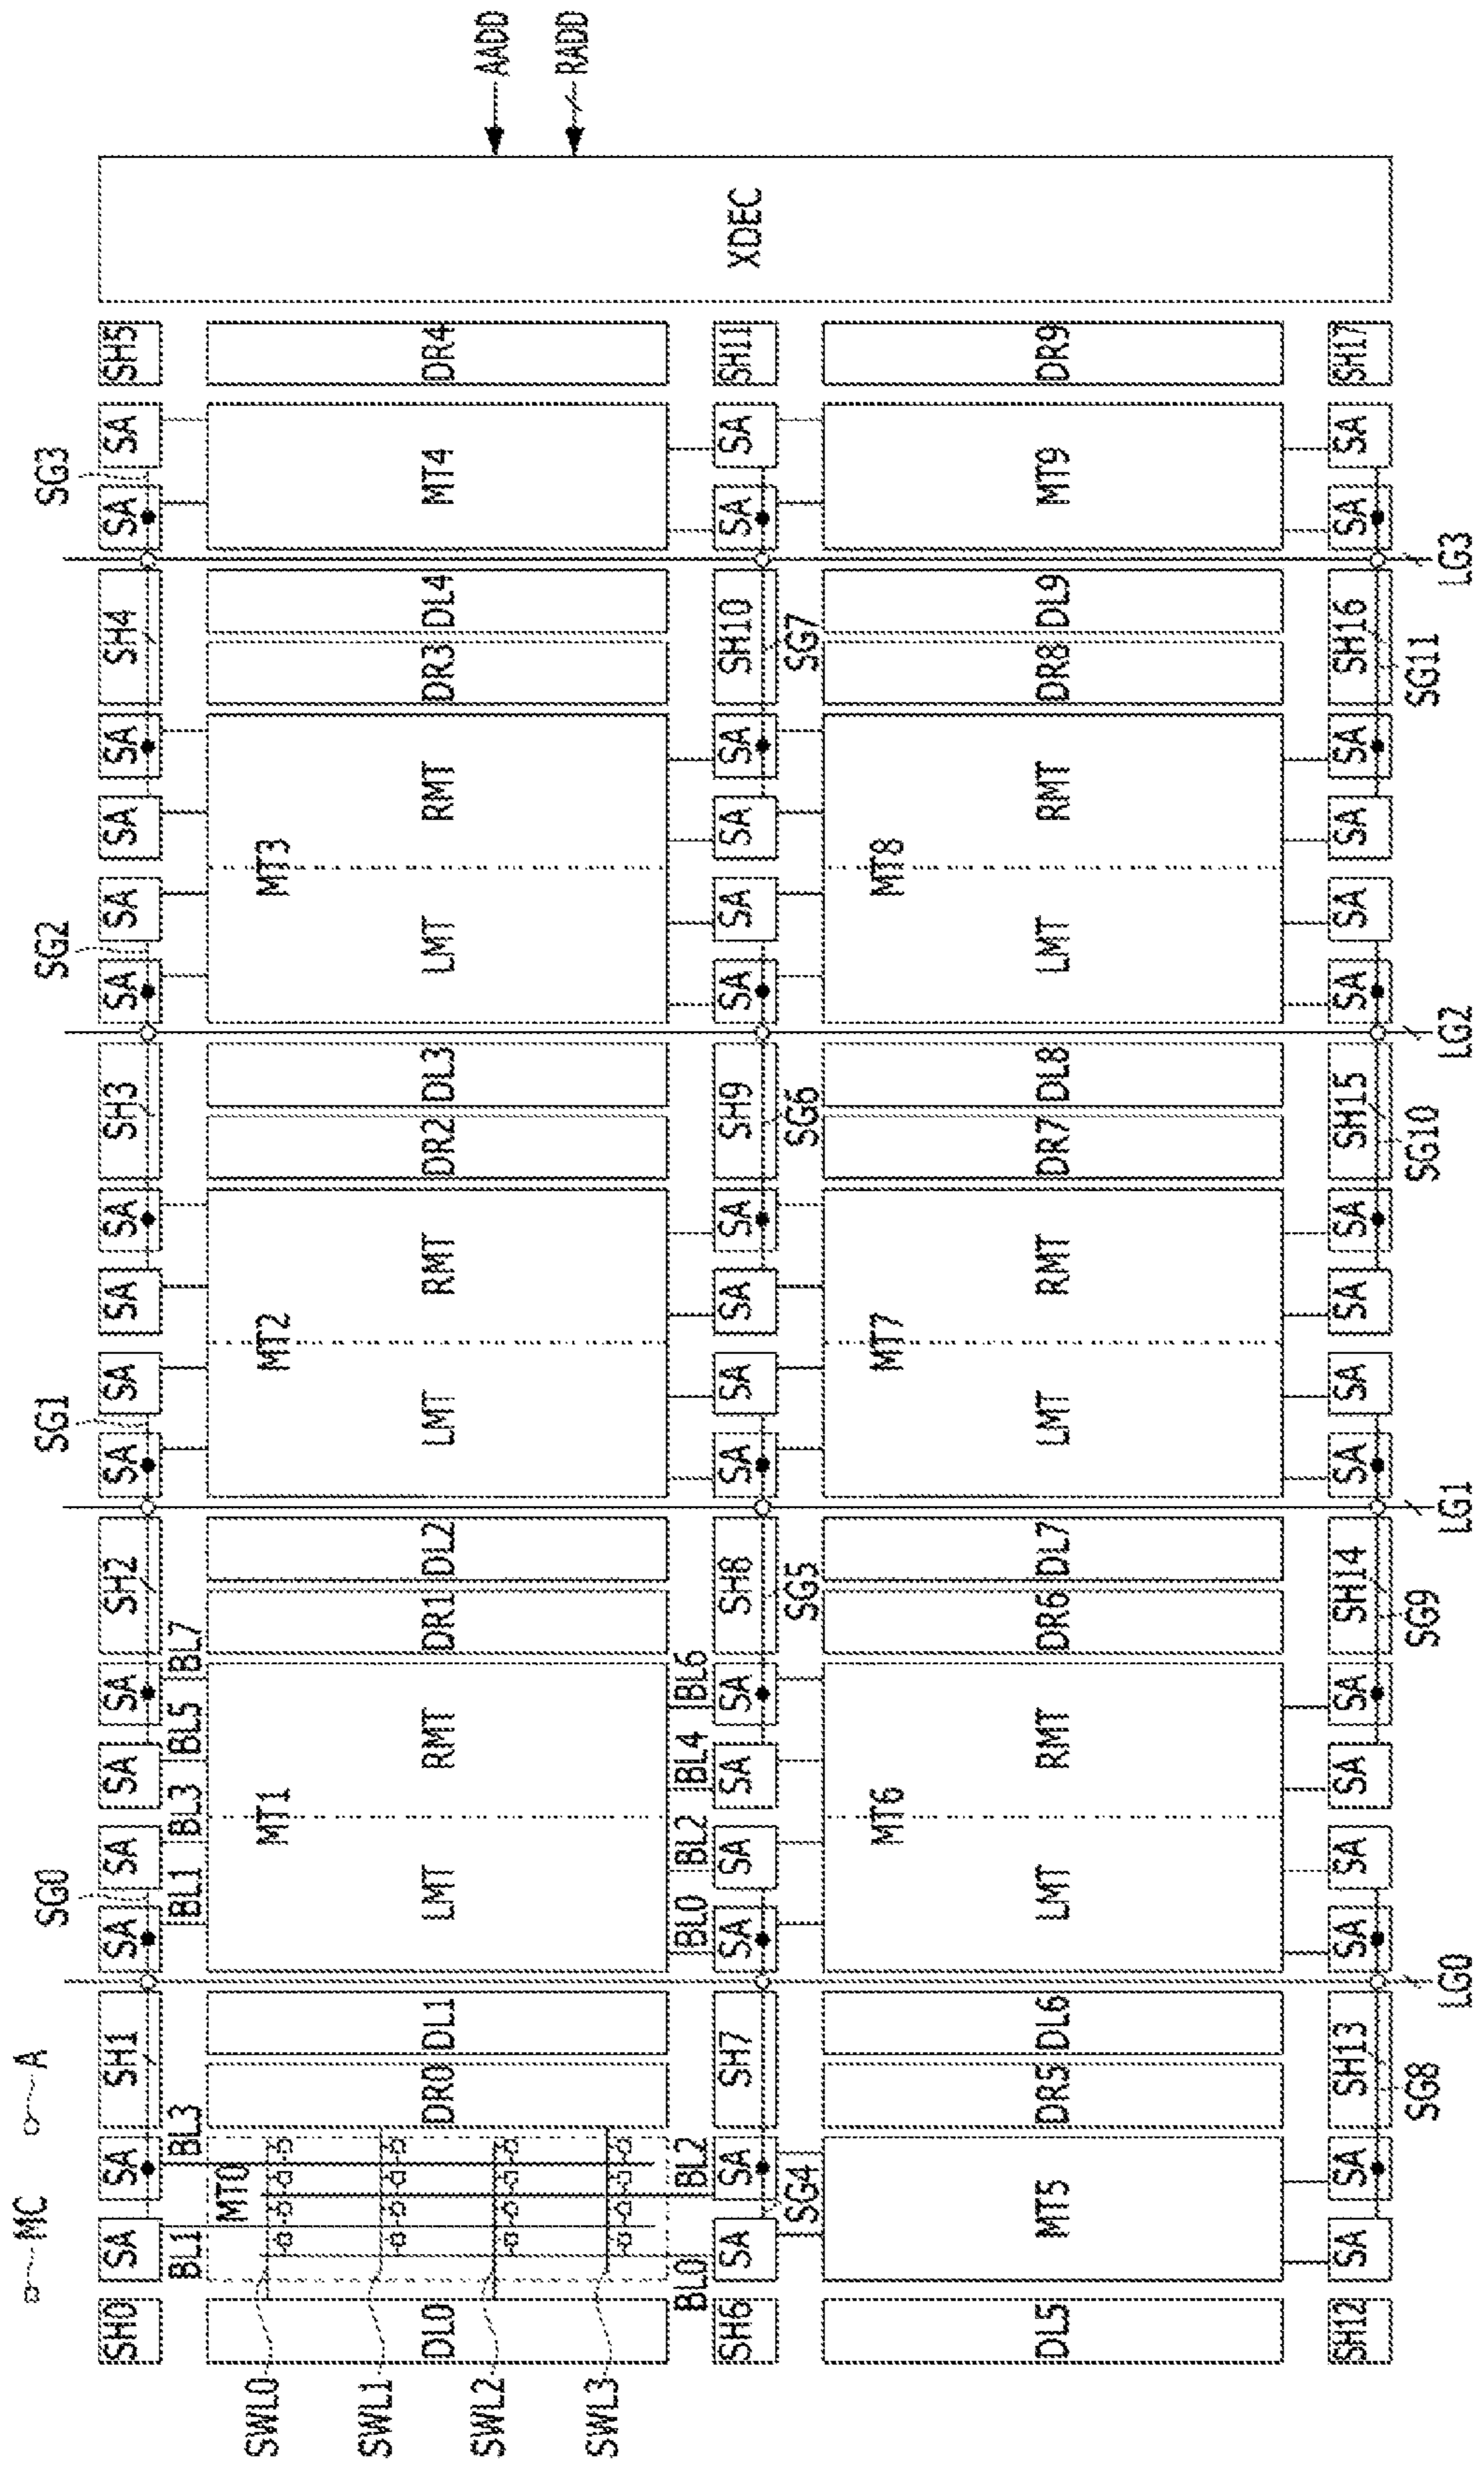 MC A
SG0 SG1 SG2 SG3
SH0 SA SA SH1 SA SA SA SA SH2 SA SA SA SA SH3 SA SA SA SA SH4 SA SA SH5
BL1 BL3 BL1 BL3 BL5 BL7
MT0
SWL0 MT1 MT2 MT3
SWL1
DL0 DR0 DL1 LMT RMT DR1 DL2 LMT RMT DR2 DL3 LMT RMT DR3 DL4 MT4 DR4
SWL2 AADD
RADD
SWL3
BL0 BL2 BL0 BL2 BL4 BL6
SH6 SA SA SH7 SA SA SA SA SH8 SA SA SA SA SH9 SA SA SA SA SH10 SA SA SH11 XDEC
SG4 SG5 SG6 SG7
MT6 MT7 MT8
DL5 MT5 DR5 DL6 LMT RMT DR6 DL7 LMT RMT DR7 DL8 LMT RMT DR8 DL9 MT9 DR9
SH12 SA SA SH13 SA SA SA SA SH14 SA SA SA SA SH15 SA SA SA SA SH16 SA SA SH17
SG8 SG9 SG10 SG11
LG0 LG1 LG2 LG3